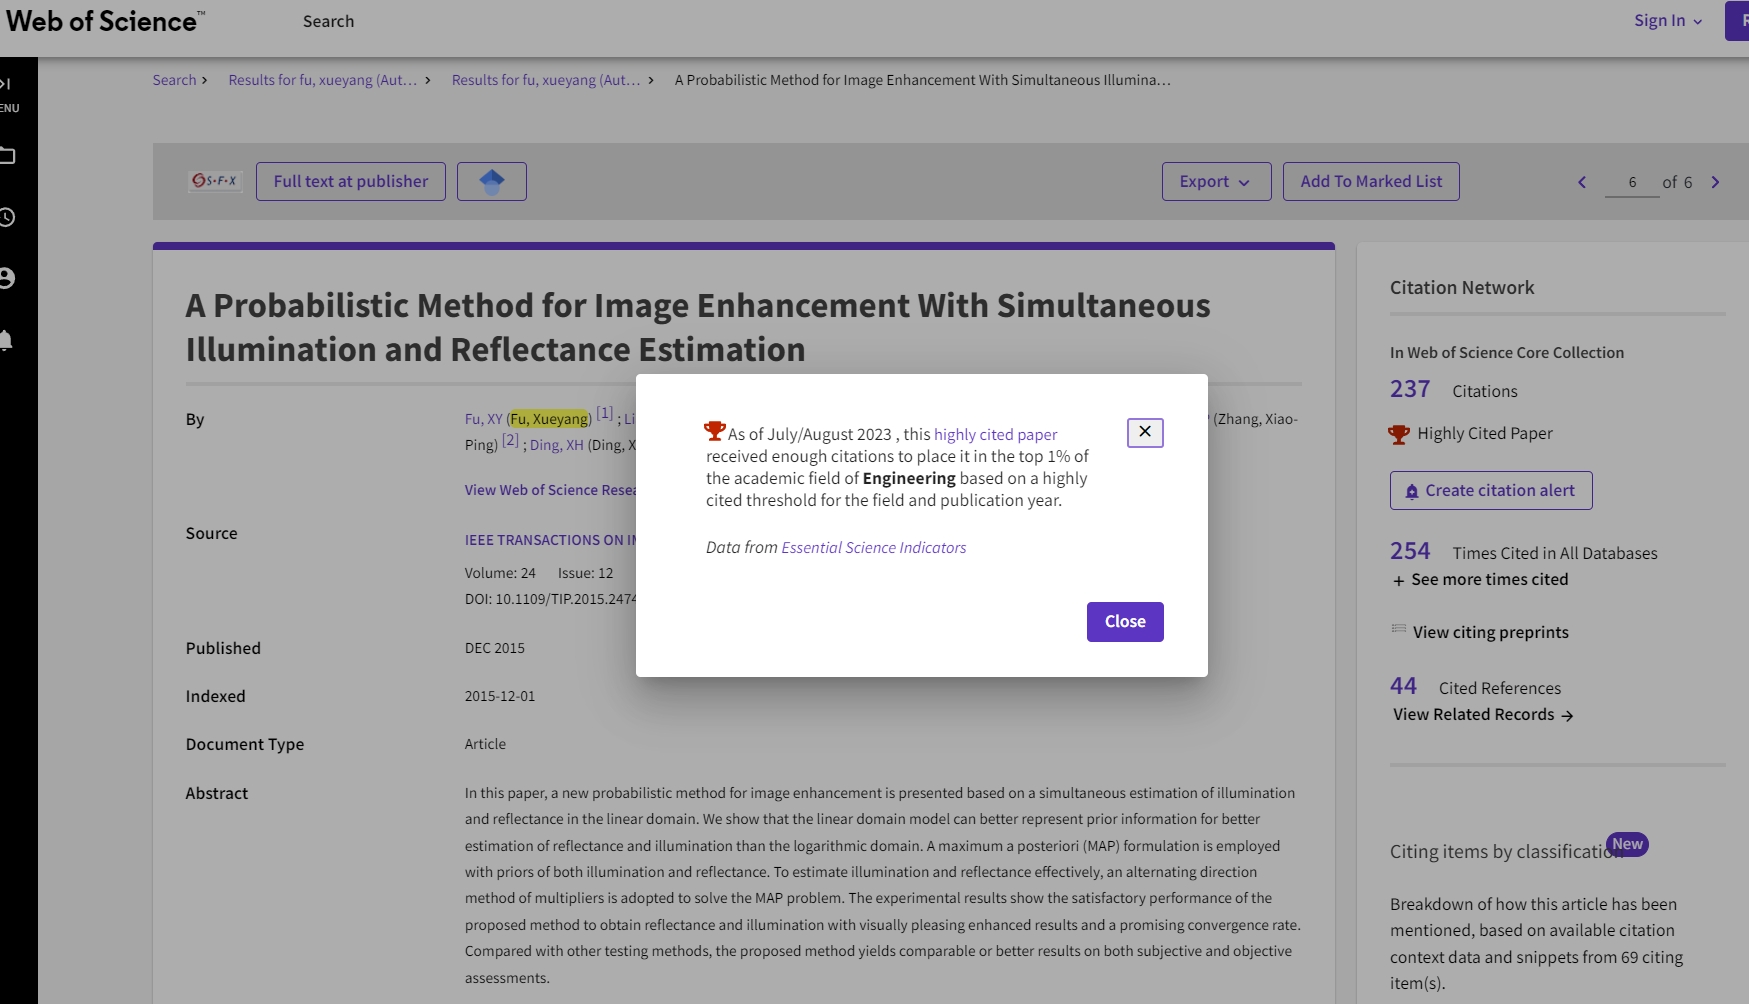 Web of Science™
Search
Sign In
ENU
Search > Results for fu, xueyang (Aut… > Results for fu, xueyang (Aut… > A Probabilistic Method for Image Enhancement With Simultaneous Illumina…
S·F·X
Full text at publisher
Export
Add To Marked List
6 of 6
A Probabilistic Method for Image Enhancement With Simultaneous
Illumination and Reflectance Estimation
By
Fu, XY (Fu, Xueyang) [1] ; Li
(Zhang, Xiao-
Ping) [2] ; Ding, XH (Ding, X
View Web of Science
Source
IEEE TRANSACTIONS ON
Volume: 24 Issue: 12
DOI: 10.1109/TIP.2015.2474
Published
DEC 2015
Indexed
2015-12-01
Document Type
Article
Abstract
In this paper, a new probabilistic method for image enhancement is presented based on a simultaneous estimation of illumination
and reflectance in the linear domain. We show that the linear domain model can better represent prior information for better
estimation of reflectance and illumination than the logarithmic domain. A maximum a posteriori (MAP) formulation is employed
with priors of both illumination and reflectance. To estimate illumination and reflectance effectively, an alternating direction
method of multipliers is adopted to solve the MAP problem. The experimental results show the satisfactory performance of the
proposed method to obtain reflectance and illumination with visually pleasing enhanced results and a promising convergence rate.
Compared with other testing methods, the proposed method yields comparable or better results on both subjective and objective
assessments.
As of July/August 2023 , this highly cited paper
received enough citations to place it in the top 1% of
the academic field of Engineering based on a highly
cited threshold for the field and publication year.
Data from Essential Science Indicators
Close
Citation Network
In Web of Science Core Collection
237 Citations
Highly Cited Paper
Create citation alert
254 Times Cited in All Databases
+ See more times cited
View citing preprints
44 Cited References
View Related Records →
Citing items by classification New
Breakdown of how this article has been
mentioned, based on available citation
context data and snippets from 69 citing
item(s).